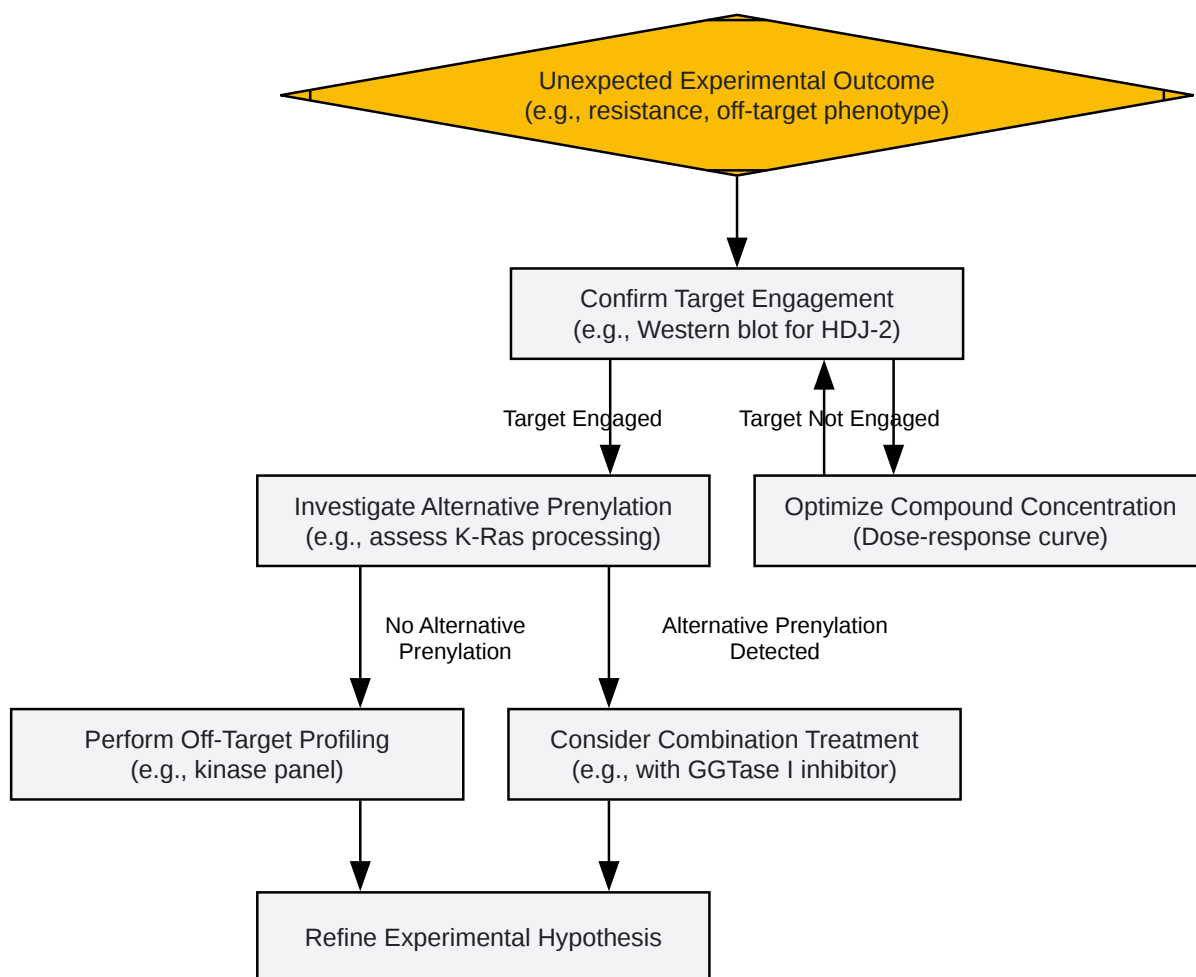 Unexpected Experimental Outcome
(e.g., resistance, off-target phenotype)
Confirm Target Engagement
(e.g., Western blot for HDJ-2)
Target Engaged
Target Not Engaged
Investigate Alternative Prenylation
(e.g., assess K-Ras processing)
Optimize Compound Concentration
(Dose-response curve)
No Alternative
Prenylation
Alternative Prenylation
Detected
Perform Off-Target Profiling
(e.g., kinase panel)
Consider Combination Treatment
(e.g., with GGTase I inhibitor)
Refine Experimental Hypothesis